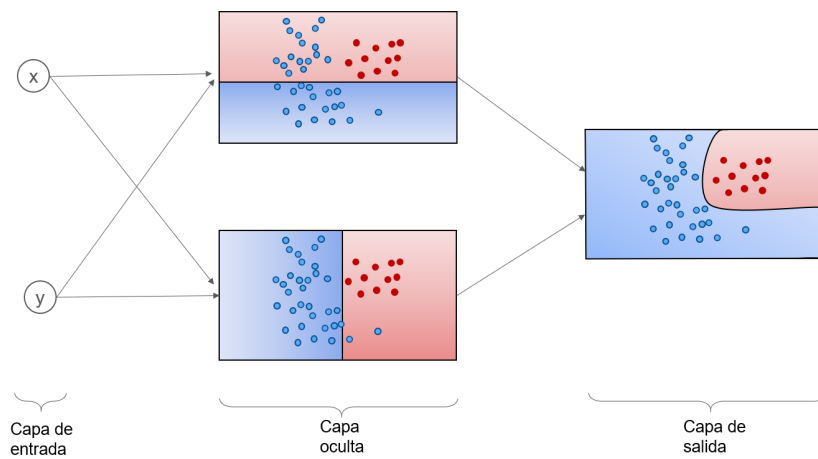 x
y
Capa de
entrada
Capa
oculta
Capa de
salida